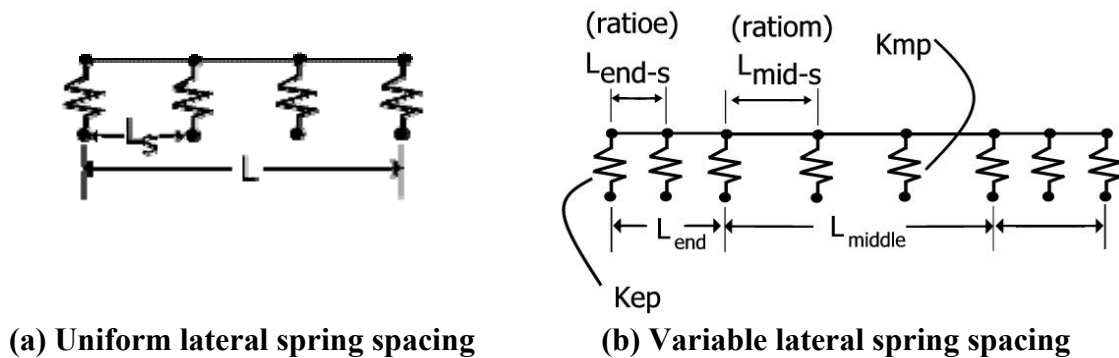 (ratioe) (ratiom)
Kmp
Lend-s Lmid-s
Ls
L
Lend Lmiddle
Kep
(a) Uniform lateral spring spacing (b) Variable lateral spring spacing